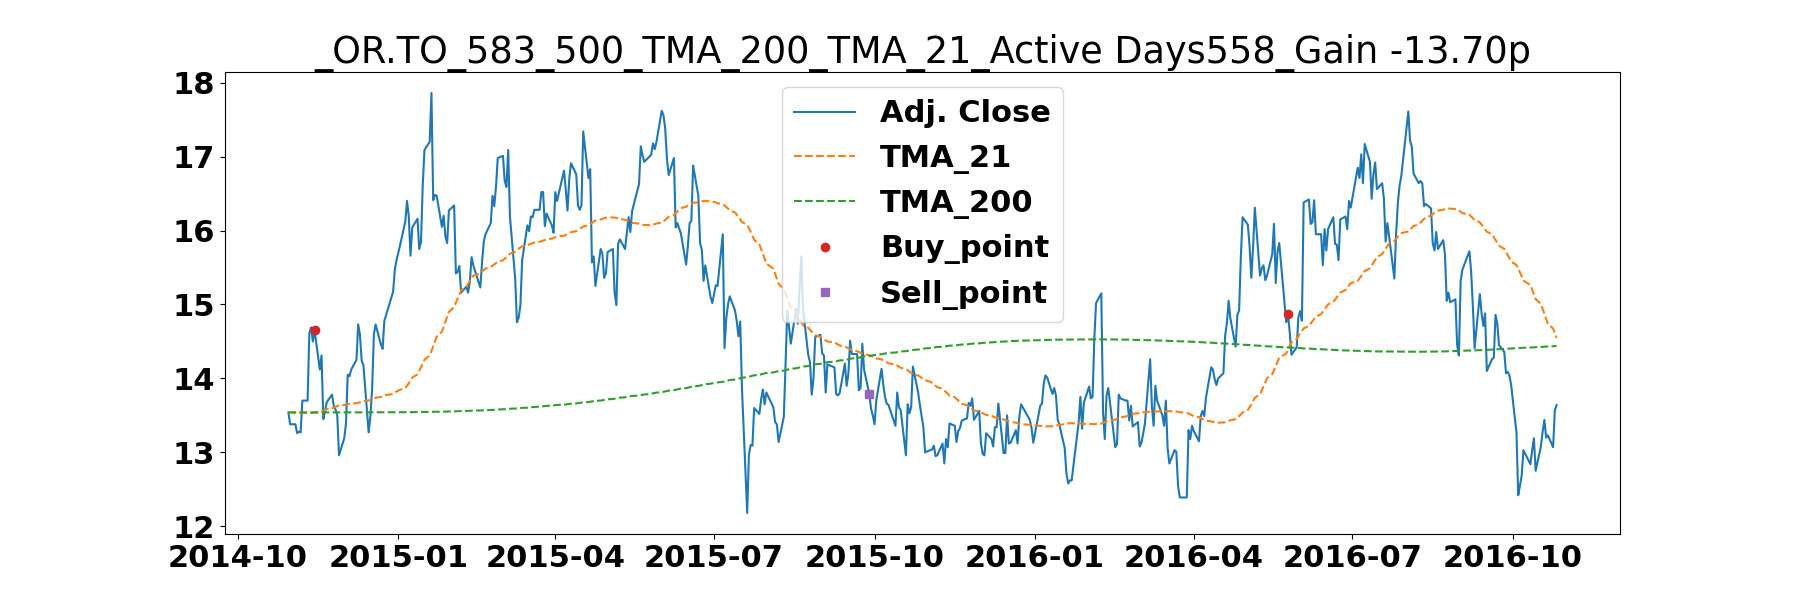 _OR.TO_583_500_TMA_200_TMA_21_Active Days558_Gain -13.70p
18
17
16
15
14
13
12
Adj. Close
TMA_21
TMA_200
Buy_point
Sell_point
2014-10 2015-01 2015-04 2015-07 2015-10 2016-01 2016-04 2016-07 2016-10